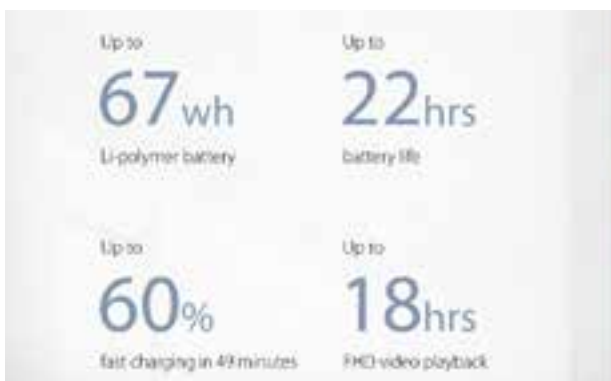 Up to
67wh
Li-polymer battery
Up to
22hrs
battery life
Up to
60%
fast charging in 49 minutes
Up to
18hrs
FHD video playback